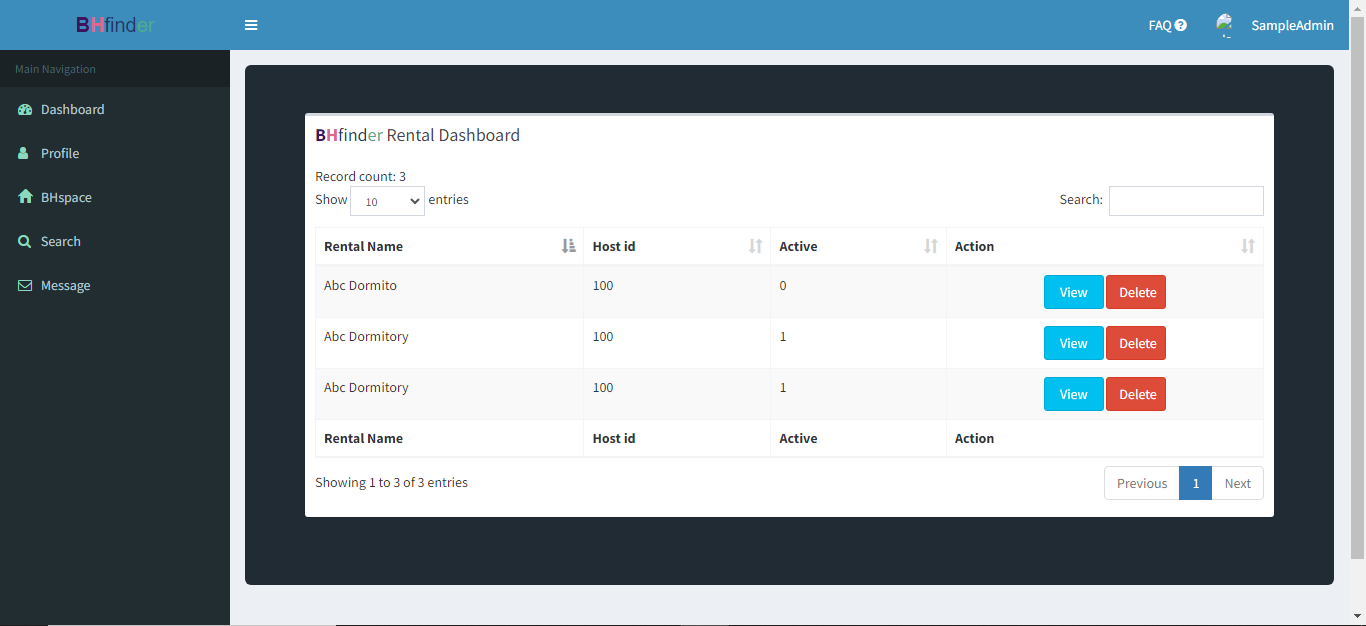 BHfinder
FAQ
SampleAdmin
Main Navigation
Dashboard
Profile
BHspace
Search
Message
BHfinder Rental Dashboard
Record count: 3
Show 10 entries
Search:
Rental Name Host id Active Action
Abc Dormito 100 0 View Delete
Abc Dormitory 100 1 View Delete
Abc Dormitory 100 1 View Delete
Rental Name Host id Active Action
Showing 1 to 3 of 3 entries
Previous 1 Next